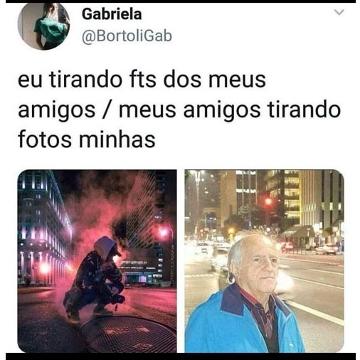 Gabriela
@BortoliGab
eu tirando fts dos meus
amigos / meus amigos tirando
fotos minhas